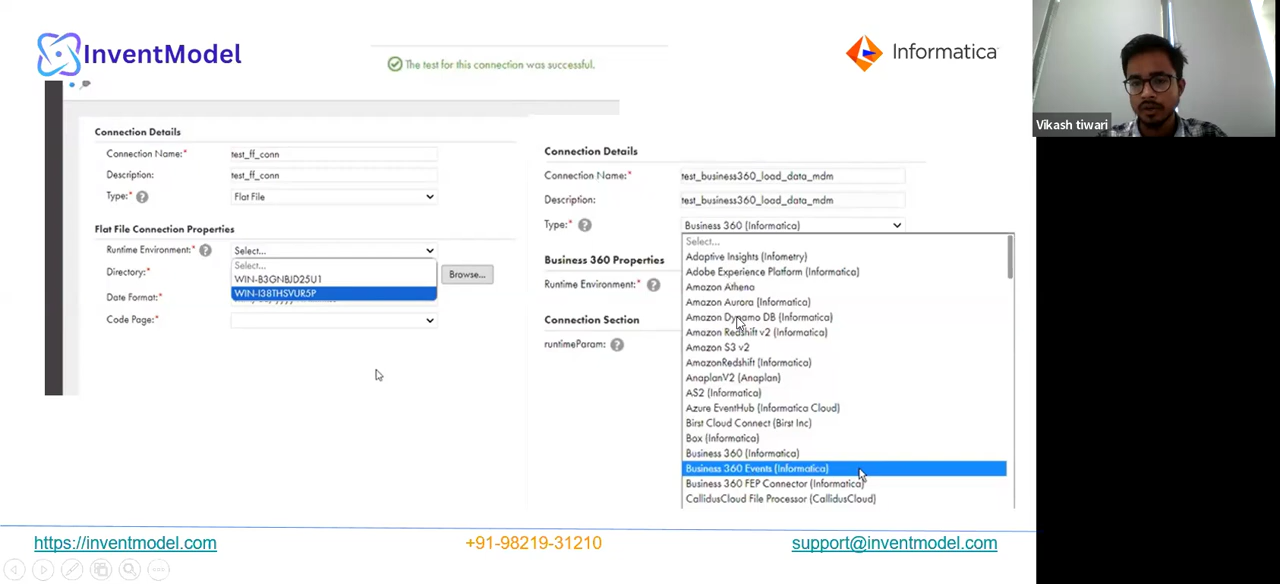 InventModel
The test for this connection was successful.
Informatica
Vikash tiwari
Connection Details
Connection Name:* test_ff_conn
Description: test_ff_conn
Type:* ? Flat File
Flat File Connection Properties
Runtime Environment:* ? Select...
Select...
WIN-B3GNBJD25U1
Directory:* Browse...
WIN-I38THSVUR5P
Date Format:*
Code Page:*
Connection Details
Connection Name:* test_business360_load_data_mdm
Description: test_business360_load_data_mdm
Type:* ? Business 360 (Informatica)
Select...
Adaptive Insights (Infometry)
Business 360 Properties
Adobe Experience Platform (Informatica)
Runtime Environment:* ?
Amazon Athena
Amazon Aurora (Informatica)
Connection Section
Amazon Dynamo DB (Informatica)
Amazon Redshift v2 (Informatica)
runtimeParam: ?
Amazon S3 v2
AmazonRedshift (Informatica)
AnaplanV2 (Anaplan)
AS2 (Informatica)
Azure EventHub (Informatica Cloud)
Birst Cloud Connect (Birst Inc)
Box (Informatica)
Business 360 (Informatica)
Business 360 Events (Informatica)
Business 360 FEP Connector (Informatica)
CallidusCloud File Processor (CallidusCloud)
https://inventmodel.com
+91-98219-31210
support@inventmodel.com